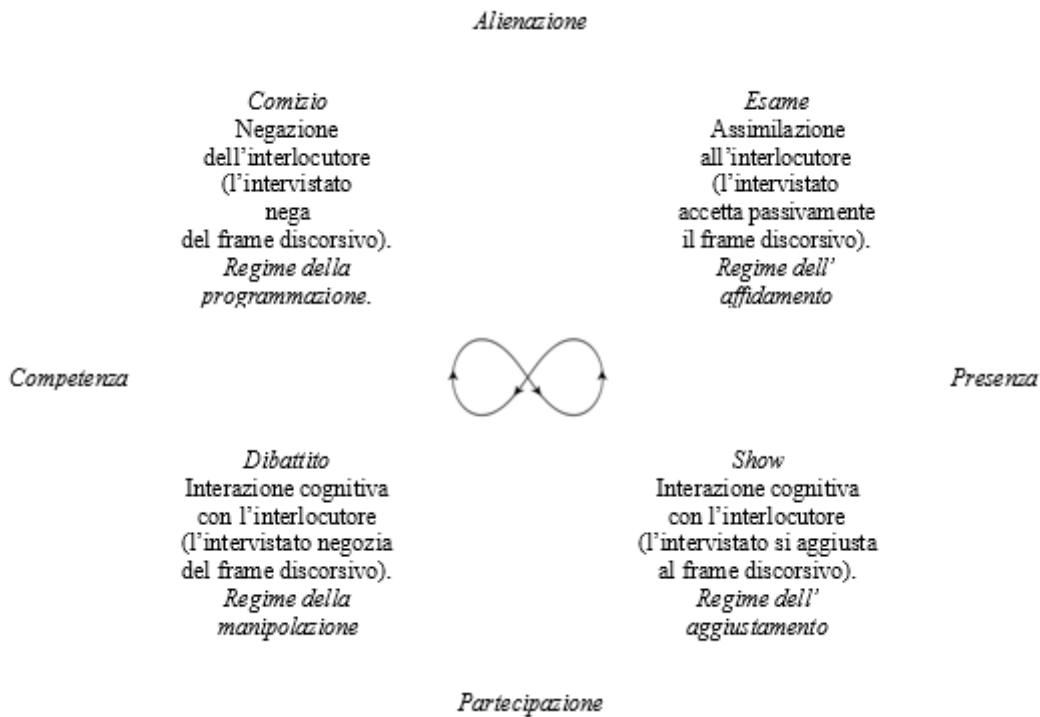 Alienazione
Comizio
Negazione
dell'interlocutore
(l'intervistato
nega
del frame discorsivo).
Regime della
programmazione.
Esame
Assimilazione
all'interlocutore
(l'intervistato
accetta passivamente
il frame discorsivo).
Regime dell'
affidamento
Competenza
Presenza
Dibattito
Interazione cognitiva
con l'interlocutore
(l'intervistato negozia
del frame discorsivo).
Regime della
manipolazione
Show
Interazione cognitiva
con l'interlocutore
(l'intervistato si aggiusta
al frame discorsivo).
Regime dell'
aggiustamento
Partecipazione